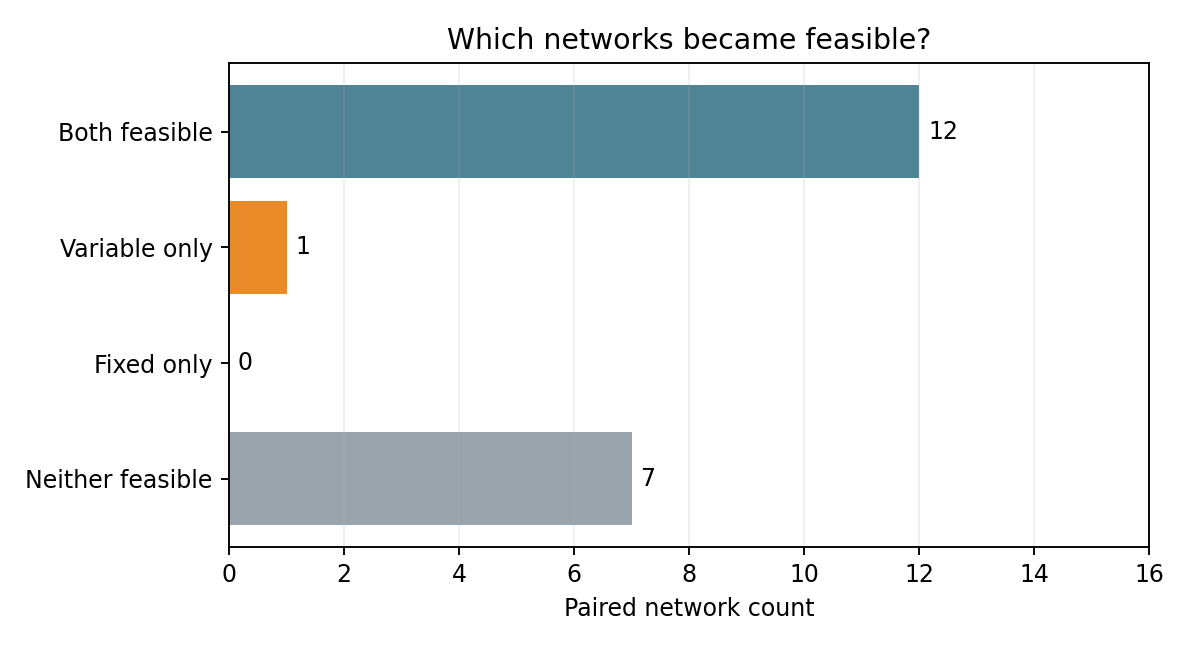 Which networks became feasible?
Both feasible
12
Variable only
1
Fixed only
0
Neither feasible
7
0 2 4 6 8 10 12 14 16
Paired network count